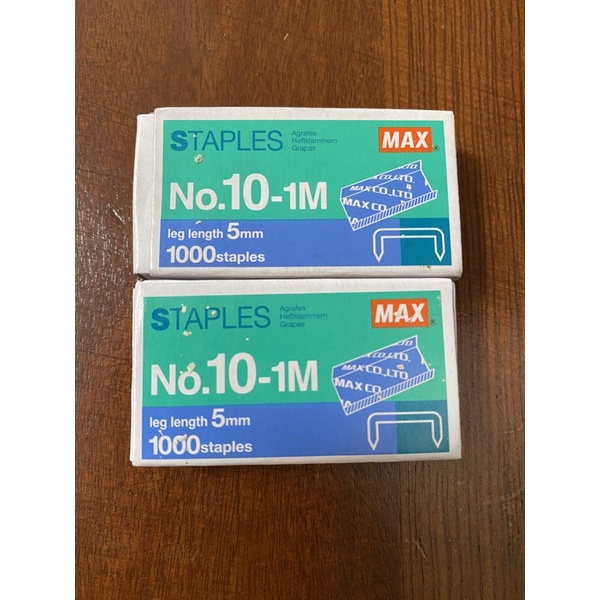 STAPLES
Agrafes
Heftklammern
Grapas
MAX
No.10-1M
CO.LTD.
MAX CO.,LTD
MAX CO.
leg length 5mm
1000staples
STAPLES
Agrafes
Heftklammern
Grapas
MAX
No.10-1M
MAX CO.,LTD
MAX CO.
leg length 5mm
1000staples